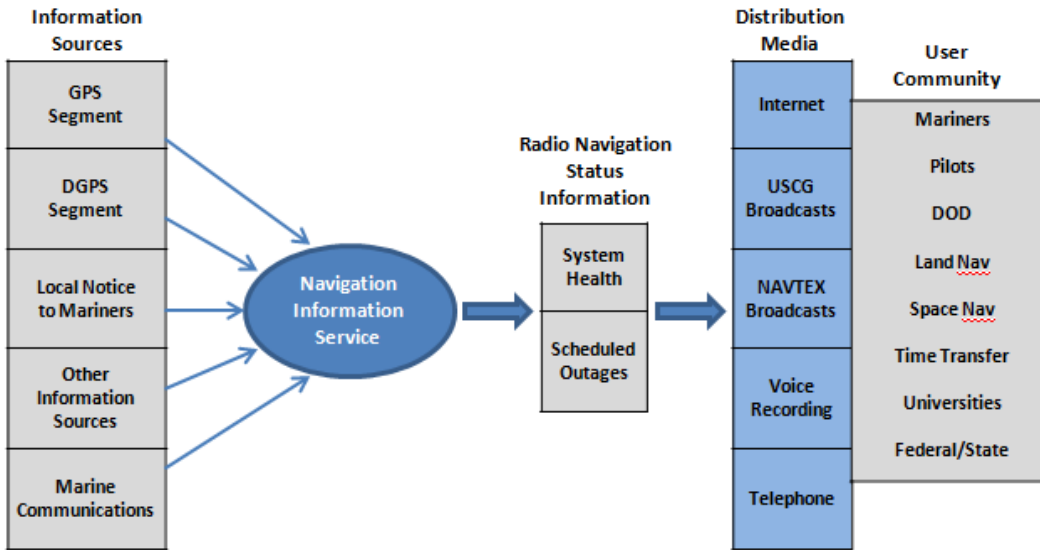 Information
Sources
GPS
Segment
DGPS
Segment
Local Notice
to Mariners
Other
Information
Sources
Marine
Communications
Navigation
Information
Service
Radio Navigation
Status
Information
System
Health
Scheduled
Outages
Distribution
Media
Internet
USCG
Broadcasts
NAVTEX
Broadcasts
Voice
Recording
Telephone
User
Community
Mariners
Pilots
DOD
Land Nav
Space Nav
Time Transfer
Universities
Federal/State